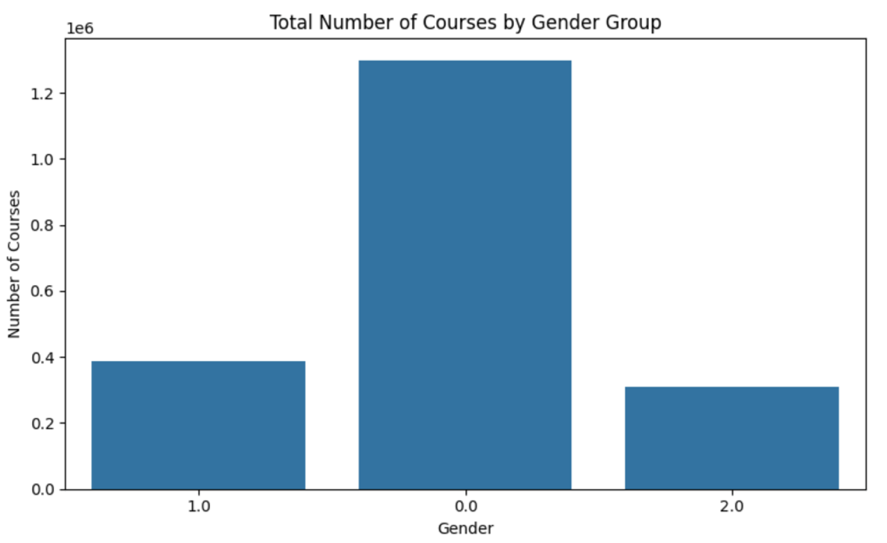 Total Number of Courses by Gender Group
1e6
1.2
1.0
0.8
0.6
0.4
0.2
0.0
Number of Courses
1.0 0.0 2.0
Gender